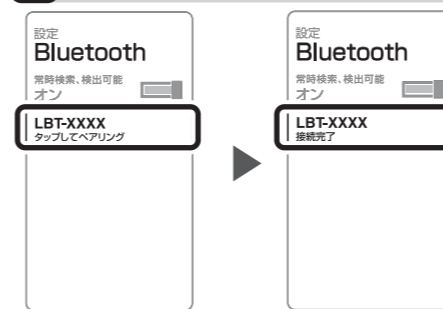 設定
Bluetooth
常時検索、検出可能
オン
LBT-XXXX
タップしてペアリング
設定
Bluetooth
常時検索、検出可能
オン
LBT-XXXX
接続完了